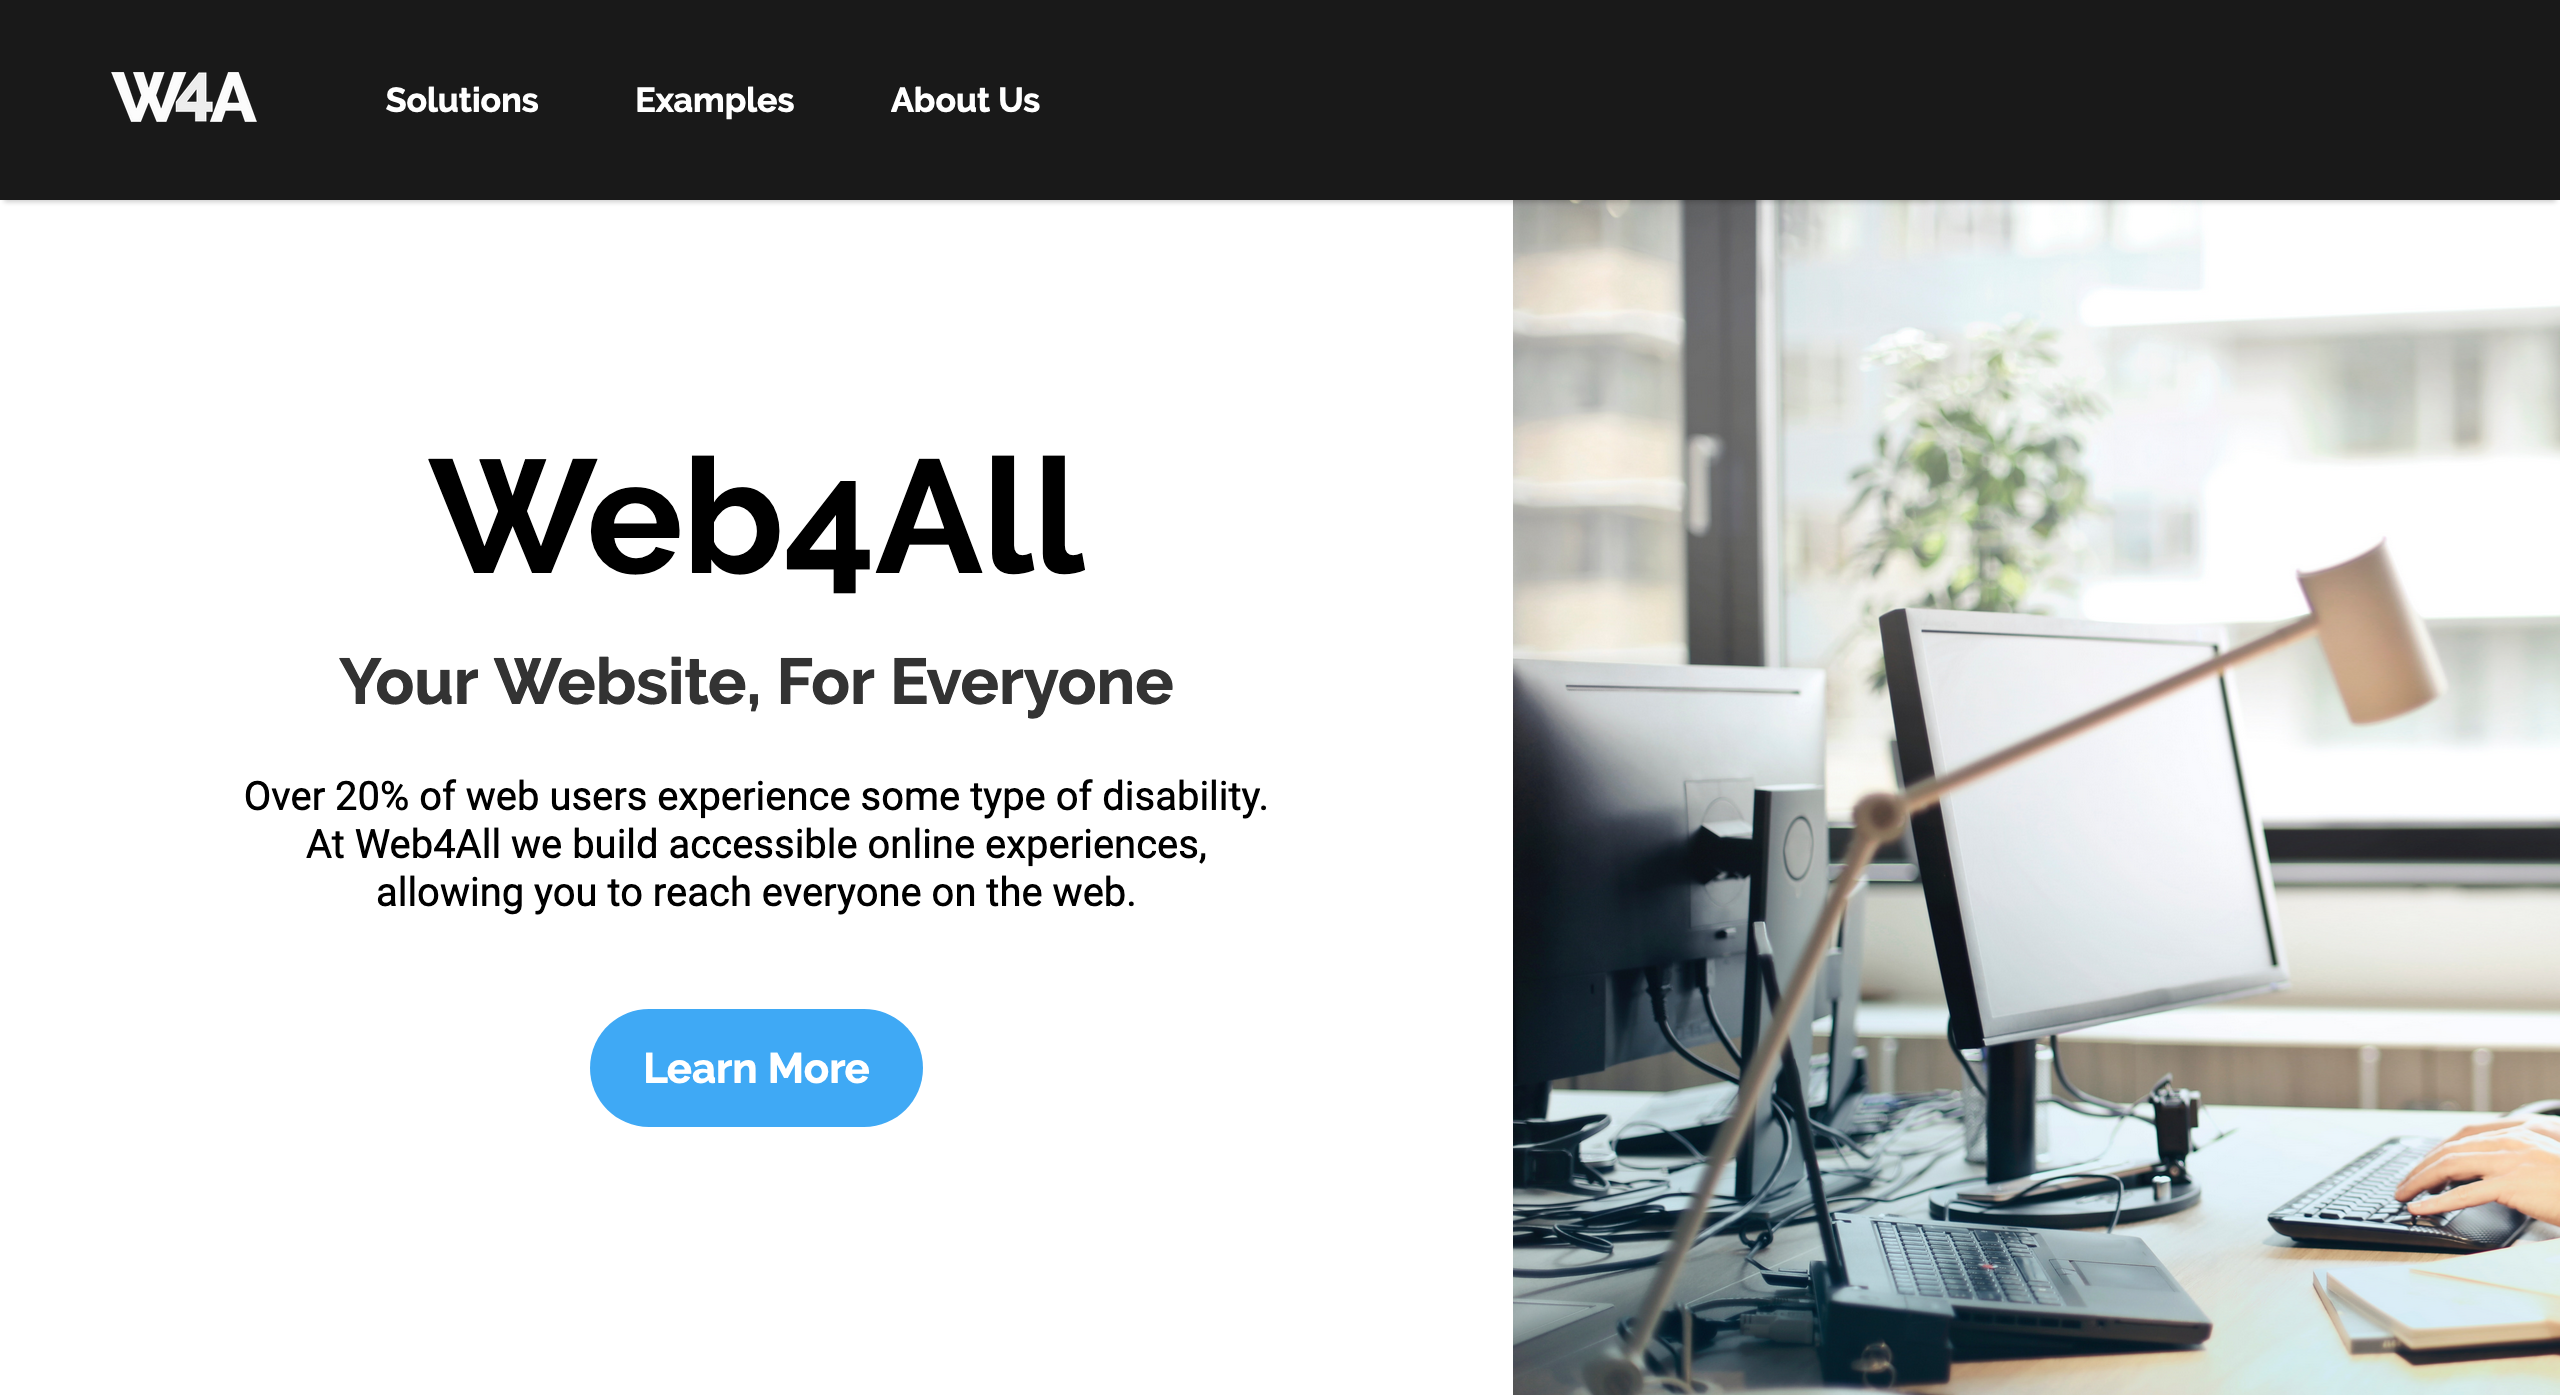 W4A
Solutions
Examples
About Us
Web4All
Your Website, For Everyone
Over 20% of web users experience some type of disability.
At Web4All we build accessible online experiences,
allowing you to reach everyone on the web.
Learn More